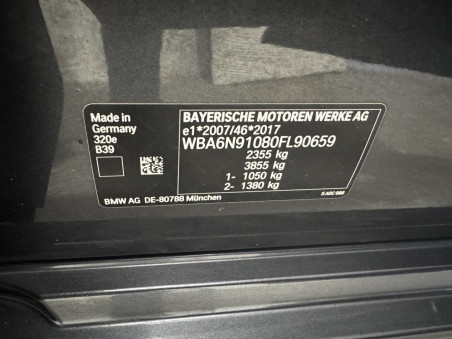 Made in
Germany
320e
B39
BAYERISCHE MOTOREN WERKE AG
e1*2007/46*2017
WBA6N91080FL90659
2355 kg
3855 kg
1- 1050 kg
2- 1380 kg
BMW AG DE-80788 München